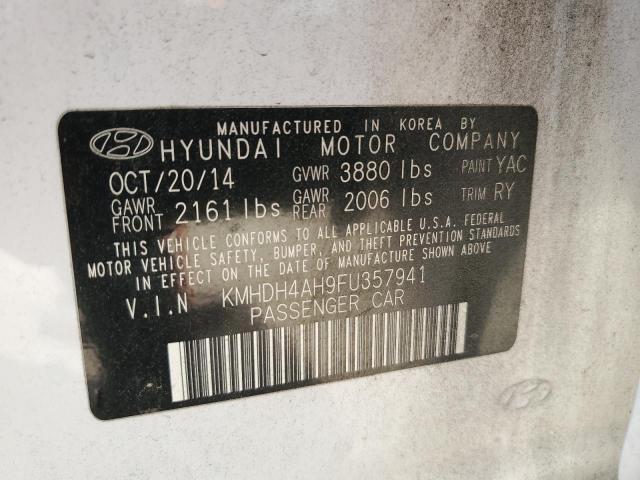 MANUFACTURED IN KOREA BY
HYUNDAI MOTOR COMPANY
OCT/20/14 GVWR 3880 lbs PAINT YAC
GAWR FRONT 2161 lbs GAWR REAR 2006 lbs TRIM RY
THIS VEHICLE CONFORMS TO ALL APPLICABLE U.S.A. FEDERAL
MOTOR VEHICLE SAFETY, BUMPER, AND THEFT PREVENTION STANDARDS
IN EFFECT ON THE DATE OF MANUFACTURE SHOWN ABOVE
V.I.N KMHDH4AH9FU357941
PASSENGER CAR